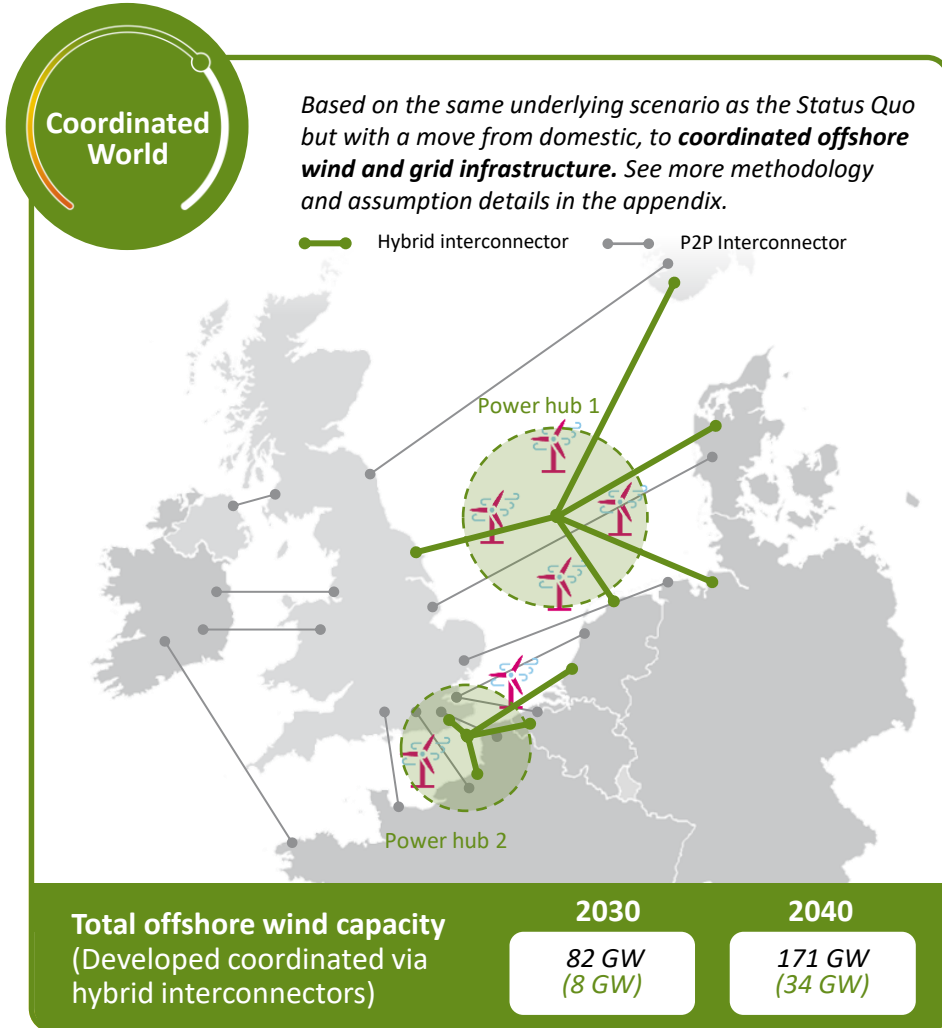 Coordinated
World
Based on the same underlying scenario as the Status Quo
but with a move from domestic, to coordinated offshore
wind and grid infrastructure. See more methodology
and assumption details in the appendix.
Hybrid interconnector
P2P Interconnector
Power hub 1
Power hub 2
Total offshore wind capacity
(Developed coordinated via
hybrid interconnectors)
2030
82 GW
(8 GW)
2040
171 GW
(34 GW)